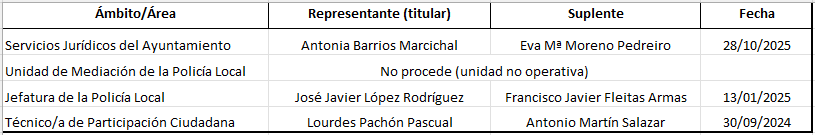 Ámbito/Área Representante (titular) Suplente Fecha
Servicios Jurídicos del Ayuntamiento Antonia Barrios Marcichal Eva Mª Moreno Pedreiro 28/10/2025
Unidad de Mediación de la Policía Local No procede (unidad no operativa)
Jefatura de la Policía Local José Javier López Rodríguez Francisco Javier Fleitas Armas 13/01/2025
Técnico/a de Participación Ciudadana Lourdes Pachón Pascual Antonio Martín Salazar 30/09/2024